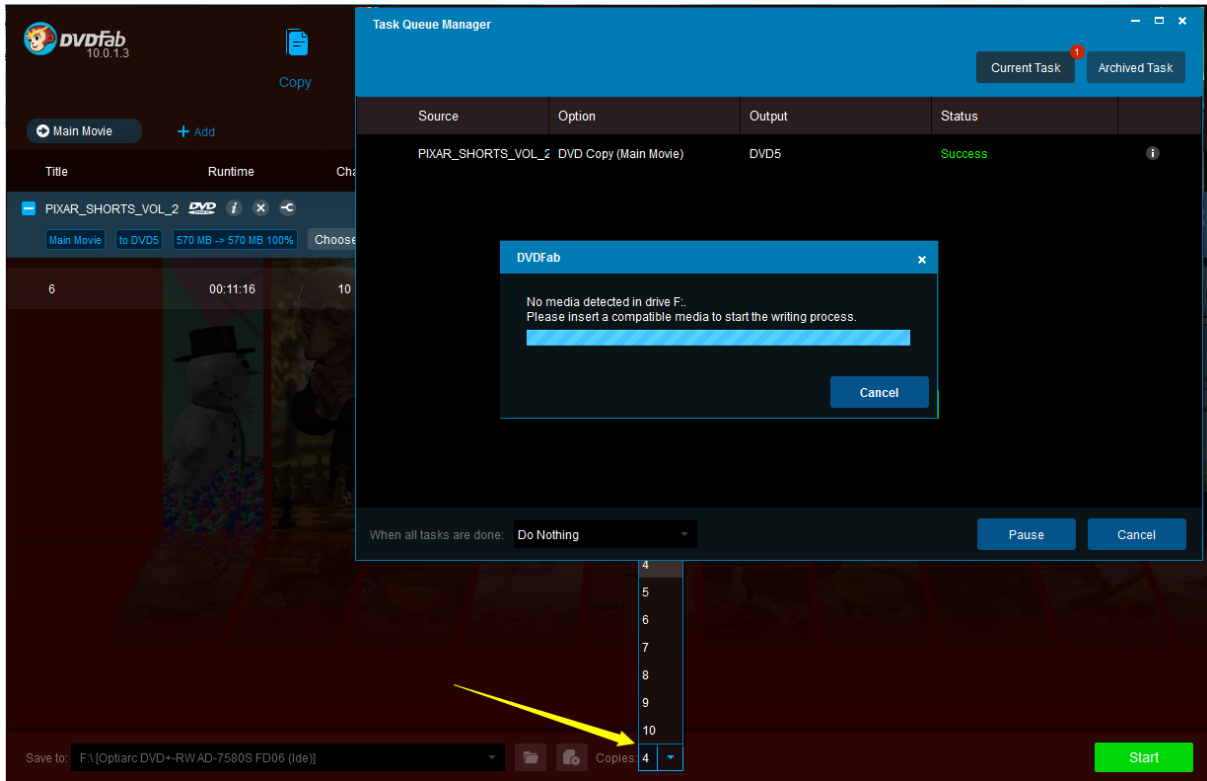 DVDFab
10.0.1.3
Copy
Main Movie
Add
Title Runtime Cha
PIXAR_SHORTS_VOL_2 DVD
Main Movie to DVD5 570 MB -> 570 MB 100% Choose
6 00:11:16 10
Task Queue Manager
1
Current Task Archived Task
Source Option Output Status
PIXAR_SHORTS_VOL_2 DVD Copy (Main Movie) DVD5 Success
DVDFab
No media detected in drive F:.
Please insert a compatible media to start the writing process.
Cancel
When all tasks are done: Do Nothing
Pause Cancel
4
5
6
7
8
9
10
Save to: F:\ [Optiarc DVD+-RW AD-7580S FD06 (Ide)] Copies: 4 Start